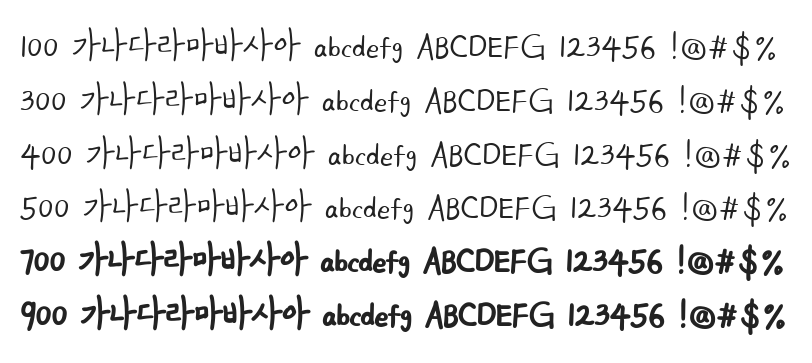 100 가나다라마바사아 abcdefg ABCDEFG 123456 !@#$%
300 가나다라마바사아 abcdefg ABCDEFG 123456 !@#$%
400 가나다라마바사아 abcdefg ABCDEFG 123456 !@#$%
500 가나다라마바사아 abcdefg ABCDEFG 123456 !@#$%
700 가나다라마바사아 abcdefg ABCDEFG 123456 !@#$%
900 가나다라마바사아 abcdefg ABCDEFG 123456 !@#$%